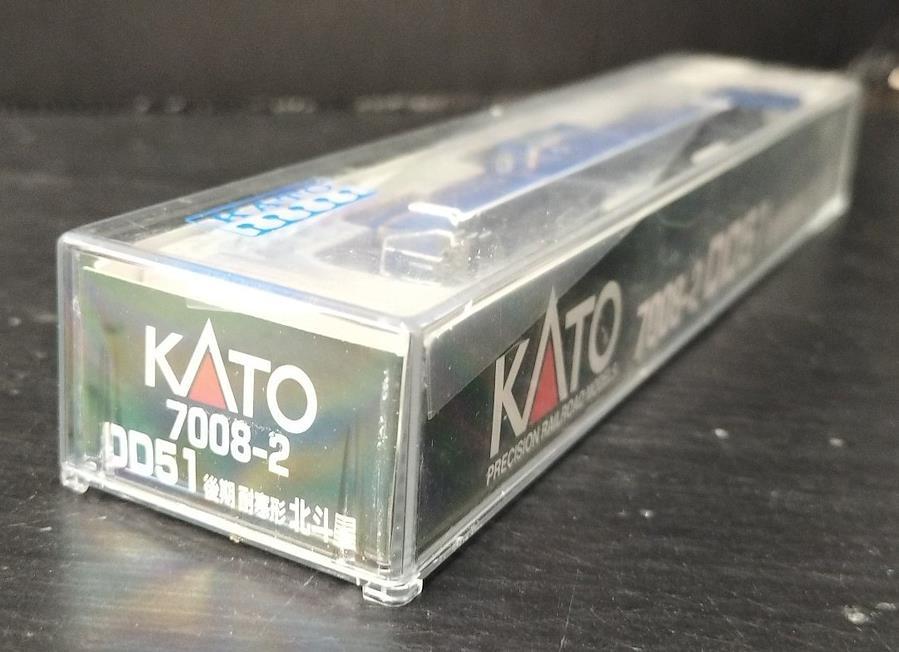 KATO
KATO
7008-2
DD51 後期 耐寒形 北斗星
KATO 7008-2 DD51
PRECISION RAILROAD MODELS